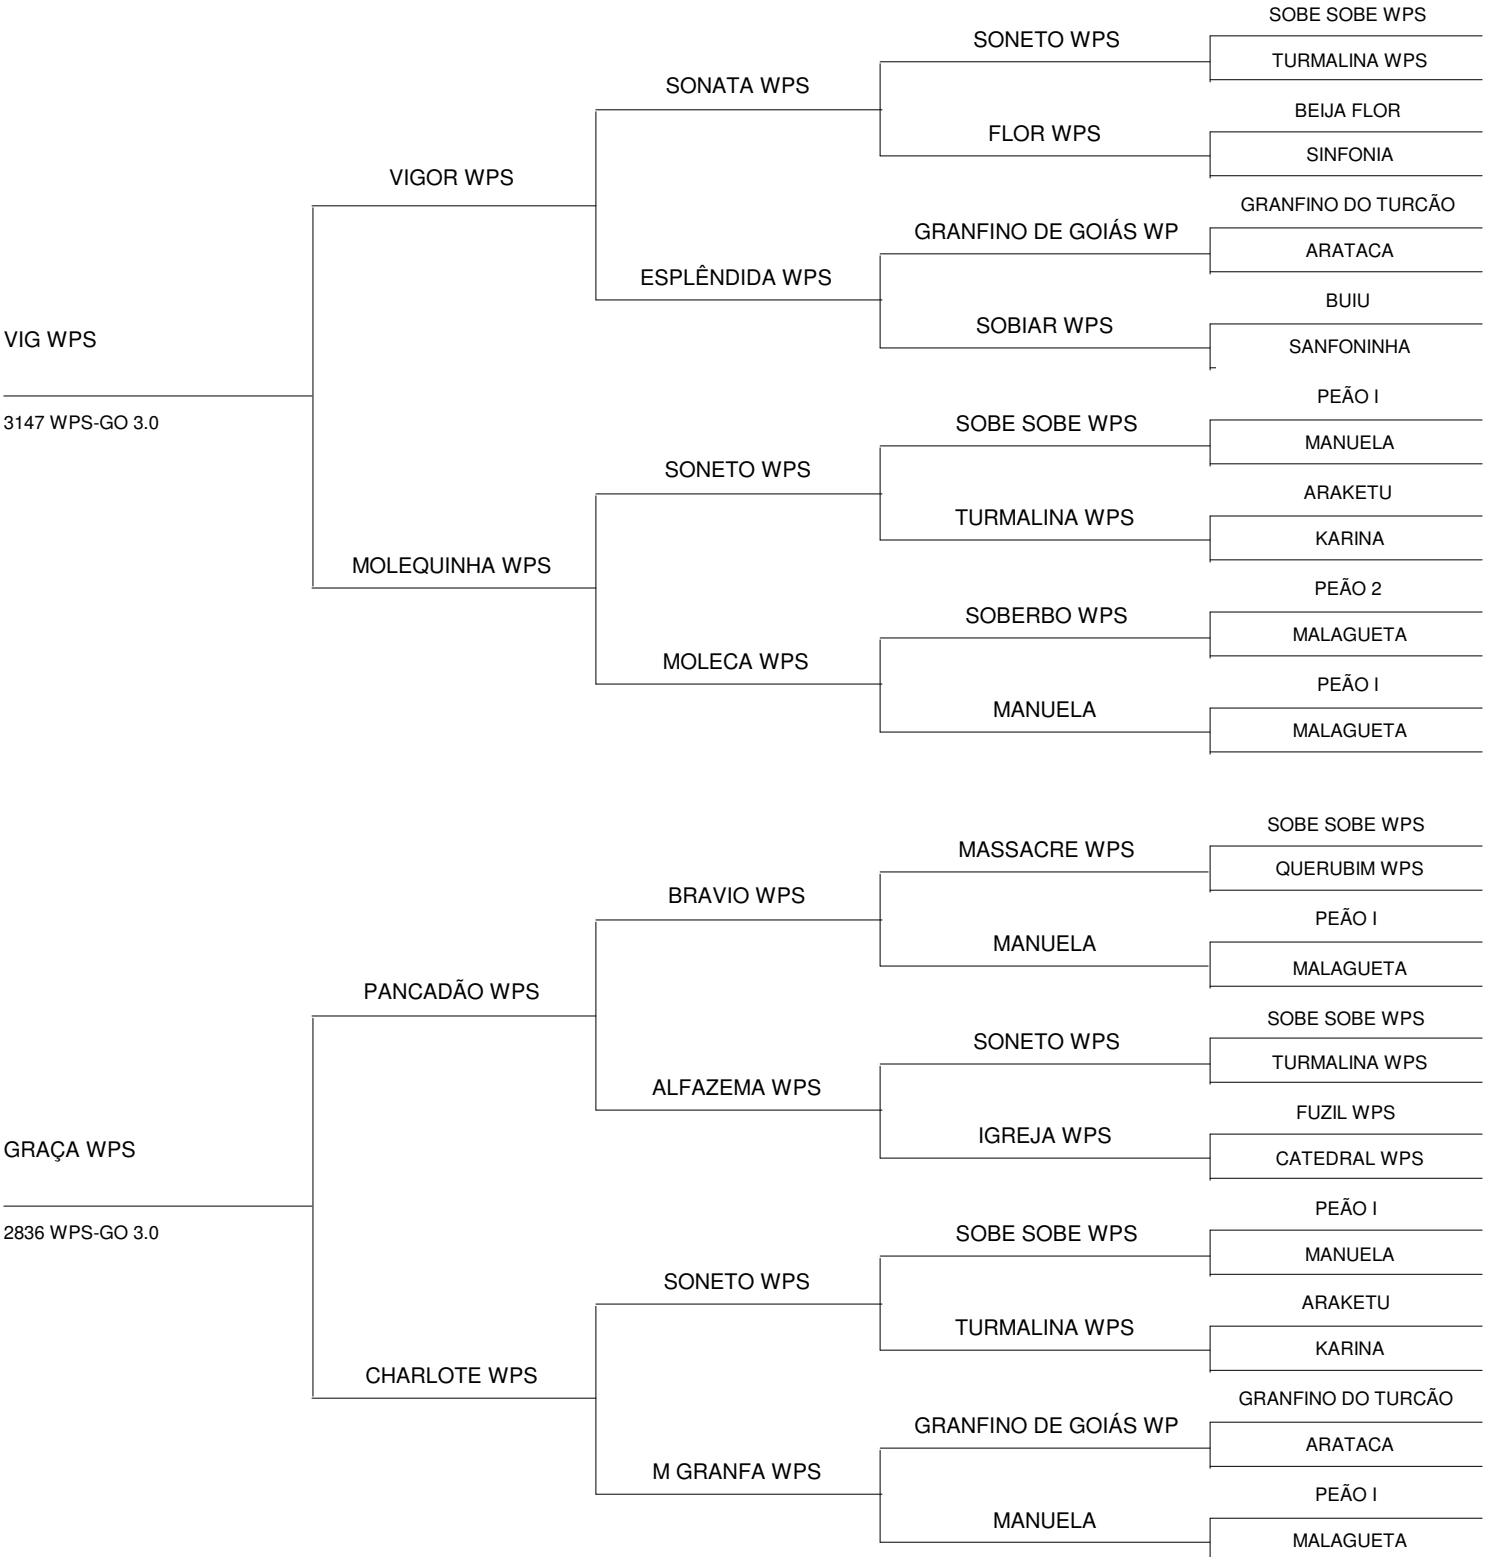 SOBE SOBE WPS
SONETO WPS
TURMALINA WPS
SONATA WPS
BEIJA FLOR
FLOR WPS
SINFONIA
VIGOR WPS
GRANFINO DO TURCÃO
GRANFINO DE GOIÁS WP
ARATACA
ESPLÊNDIDA WPS
BUIU
SOBIAR WPS
SANFONINHA
VIG WPS
3147 WPS-GO 3.0
PEÃO I
SOBE SOBE WPS
MANUELA
SONETO WPS
ARAKETU
TURMALINA WPS
KARINA
MOLEQUINHA WPS
PEÃO 2
SOBERBO WPS
MALAGUETA
MOLECA WPS
PEÃO I
MANUELA
MALAGUETA
SOBE SOBE WPS
MASSACRE WPS
QUERUBIM WPS
BRAVIO WPS
PEÃO I
MANUELA
MALAGUETA
PANCADÃO WPS
SOBE SOBE WPS
SONETO WPS
TURMALINA WPS
ALFAZEMA WPS
FUZIL WPS
IGREJA WPS
CATEDRAL WPS
GRAÇA WPS
2836 WPS-GO 3.0
PEÃO I
SOBE SOBE WPS
MANUELA
SONETO WPS
ARAKETU
TURMALINA WPS
KARINA
CHARLOTE WPS
GRANFINO DO TURCÃO
GRANFINO DE GOIÁS WP
ARATACA
M GRANFA WPS
PEÃO I
MANUELA
MALAGUETA